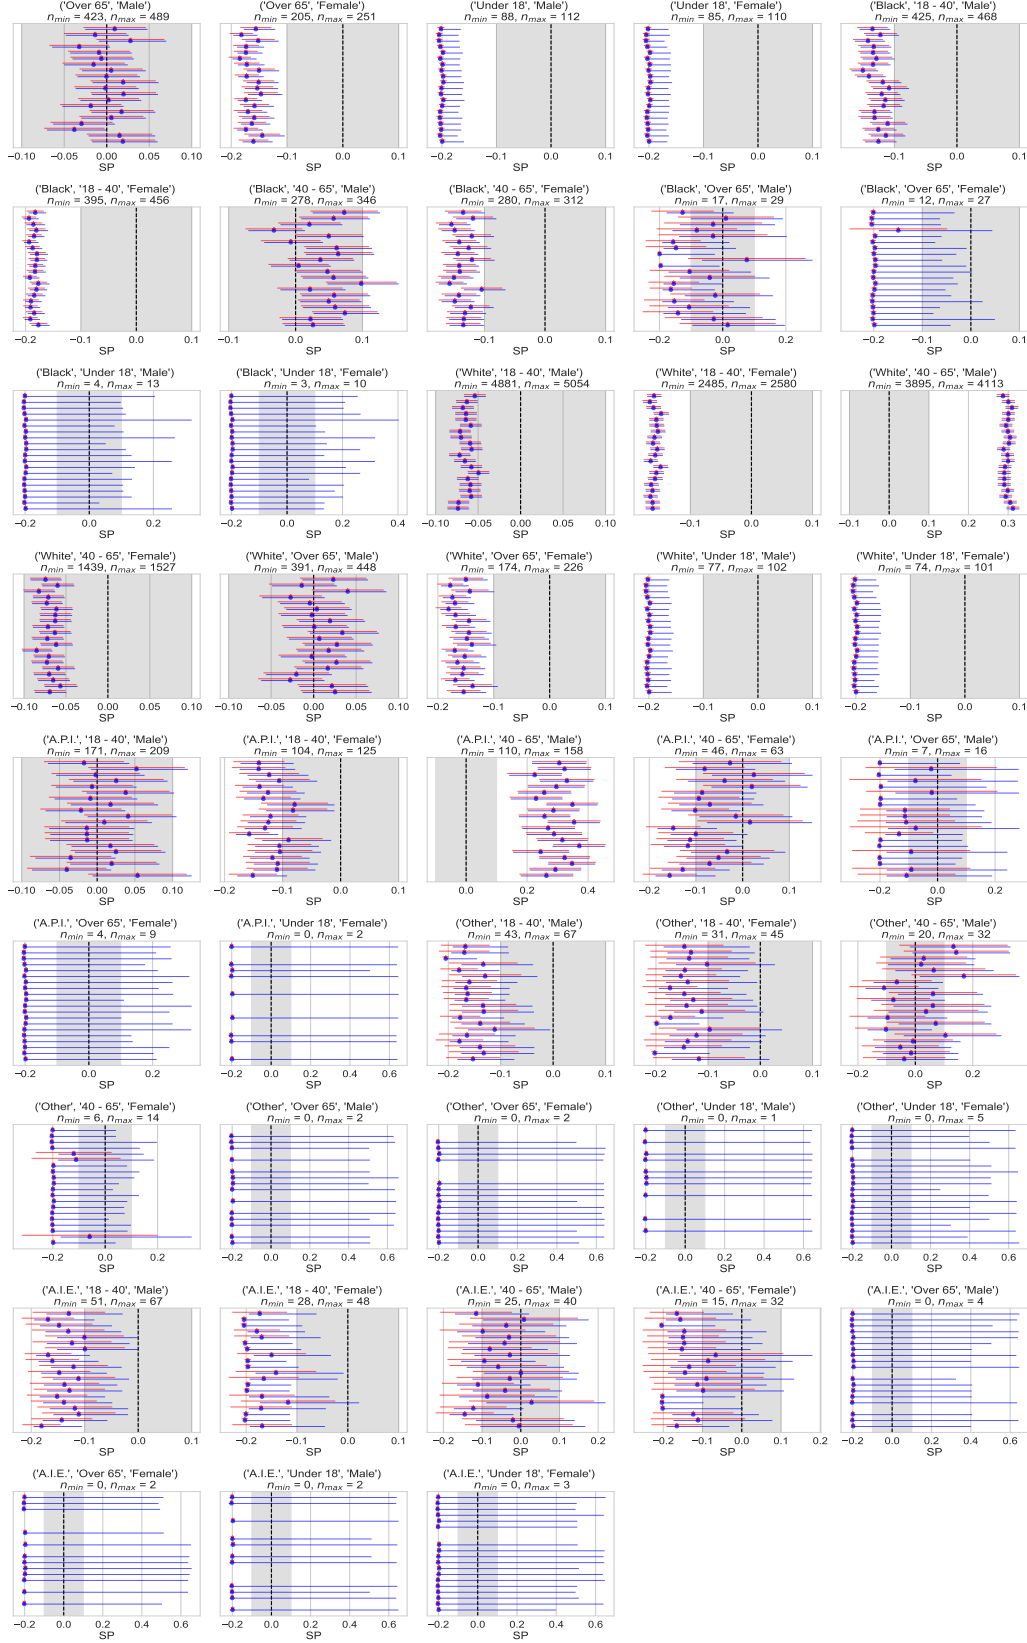 ('Over 65', 'Male')
n_min = 423, n_max = 489
−0.10 −0.05 0.00 0.05 0.10
SP
('Over 65', 'Female')
n_min = 205, n_max = 251
−0.2 −0.1 0.0 0.1
SP
('Under 18', 'Male')
n_min = 88, n_max = 112
−0.2 −0.1 0.0 0.1
SP
('Under 18', 'Female')
n_min = 85, n_max = 110
−0.2 −0.1 0.0 0.1
SP
('Black', '18 - 40', 'Male')
n_min = 425, n_max = 468
−0.1 0.0 0.1
SP
('Black', '18 - 40', 'Female')
n_min = 395, n_max = 456
−0.2 −0.1 0.0 0.1
SP
('Black', '40 - 65', 'Male')
n_min = 278, n_max = 346
−0.1 0.0 0.1
SP
('Black', '40 - 65', 'Female')
n_min = 280, n_max = 312
−0.2 −0.1 0.0 0.1
SP
('Black', 'Over 65', 'Male')
n_min = 17, n_max = 29
−0.2 0.0 0.2
SP
('Black', 'Over 65', 'Female')
n_min = 12, n_max = 27
−0.2 −0.1 0.0 0.1
SP
('Black', 'Under 18', 'Male')
n_min = 4, n_max = 13
−0.2 0.0 0.2
SP
('Black', 'Under 18', 'Female')
n_min = 3, n_max = 10
−0.2 0.0 0.2 0.4
SP
('White', '18 - 40', 'Male')
n_min = 4881, n_max = 5054
−0.10 −0.05 0.00 0.05 0.10
SP
('White', '18 - 40', 'Female')
n_min = 2485, n_max = 2580
−0.1 0.0 0.1
SP
('White', '40 - 65', 'Male')
n_min = 3895, n_max = 4113
−0.1 0.0 0.1 0.2 0.3
SP
('White', '40 - 65', 'Female')
n_min = 1439, n_max = 1527
−0.10 −0.05 0.00 0.05 0.10
SP
('White', 'Over 65', 'Male')
n_min = 391, n_max = 448
−0.10 −0.05 0.00 0.05 0.10
SP
('White', 'Over 65', 'Female')
n_min = 174, n_max = 226
−0.2 −0.1 0.0 0.1
SP
('White', 'Under 18', 'Male')
n_min = 77, n_max = 102
−0.2 −0.1 0.0 0.1
SP
('White', 'Under 18', 'Female')
n_min = 74, n_max = 101
−0.2 −0.1 0.0 0.1
SP
('A.P.I.', '18 - 40', 'Male')
n_min = 171, n_max = 209
−0.10 −0.05 0.00 0.05 0.10
SP
('A.P.I.', '18 - 40', 'Female')
n_min = 104, n_max = 125
−0.2 −0.1 0.0 0.1
SP
('A.P.I.', '40 - 65', 'Male')
n_min = 110, n_max = 158
0.0 0.2 0.4
SP
('A.P.I.', '40 - 65', 'Female')
n_min = 46, n_max = 63
−0.2 −0.1 0.0 0.1
SP
('A.P.I.', 'Over 65', 'Male')
n_min = 7, n_max = 16
−0.2 0.0 0.2
SP
('A.P.I.', 'Over 65', 'Female')
n_min = 4, n_max = 9
−0.2 0.0 0.2
SP
('A.P.I.', 'Under 18', 'Female')
n_min = 0, n_max = 2
−0.2 0.0 0.2 0.4 0.6
SP
('Other', '18 - 40', 'Male')
n_min = 43, n_max = 67
−0.2 −0.1 0.0 0.1
SP
('Other', '18 - 40', 'Female')
n_min = 31, n_max = 45
−0.2 −0.1 0.0 0.1
SP
('Other', '40 - 65', 'Male')
n_min = 20, n_max = 32
−0.2 0.0 0.2
SP
('Other', '40 - 65', 'Female')
n_min = 6, n_max = 14
−0.2 0.0 0.2
SP
('Other', 'Over 65', 'Male')
n_min = 0, n_max = 2
−0.2 0.0 0.2 0.4 0.6
SP
('Other', 'Over 65', 'Female')
n_min = 0, n_max = 2
−0.2 0.0 0.2 0.4 0.6
SP
('Other', 'Under 18', 'Male')
n_min = 0, n_max = 1
−0.2 0.0 0.2 0.4 0.6
SP
('Other', 'Under 18', 'Female')
n_min = 0, n_max = 5
−0.2 0.0 0.2 0.4 0.6
SP
('A.I.E.', '18 - 40', 'Male')
n_min = 51, n_max = 67
−0.2 −0.1 0.0 0.1
SP
('A.I.E.', '18 - 40', 'Female')
n_min = 28, n_max = 48
−0.2 −0.1 0.0 0.1
SP
('A.I.E.', '40 - 65', 'Male')
n_min = 25, n_max = 40
−0.2 −0.1 0.0 0.1 0.2
SP
('A.I.E.', '40 - 65', 'Female')
n_min = 15, n_max = 32
−0.3 −0.2 −0.1 0.0 0.1 0.2
SP
('A.I.E.', 'Over 65', 'Male')
n_min = 0, n_max = 4
−0.2 0.0 0.2 0.4 0.6
SP
('A.I.E.', 'Over 65', 'Female')
n_min = 0, n_max = 2
−0.2 0.0 0.2 0.4 0.6
SP
('A.I.E.', 'Under 18', 'Male')
n_min = 0, n_max = 2
−0.2 0.0 0.2 0.4 0.6
SP
('A.I.E.', 'Under 18', 'Female')
n_min = 0, n_max = 3
−0.2 0.0 0.2 0.4 0.6
SP